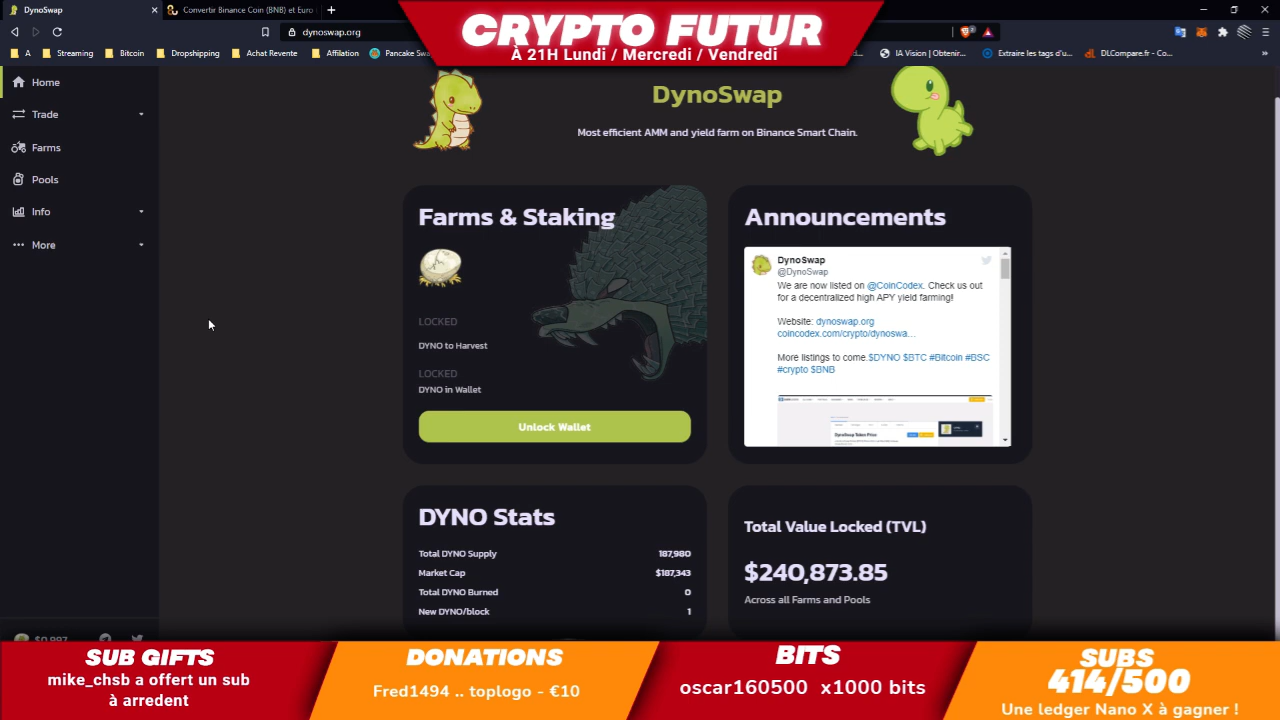 DynoSwap
Convertir Binance Coin (BNB) et Euro
dynoswap.org
CRYPTO FUTUR
À 21H Lundi / Mercredi / Vendredi
A
Streaming
Bitcoin
Dropshipping
Achat Revente
Affilation
Pancake Swa
IA Vision | Obtenir...
Extraire les tags d'u...
DLCompare.fr - Co...
Home
Trade
Farms
Pools
Info
More
DynoSwap
Most efficient AMM and yield farm on Binance Smart Chain.
Farms & Staking
LOCKED
DYNO to Harvest
LOCKED
DYNO in Wallet
Unlock Wallet
Announcements
DynoSwap
@DynoSwap
We are now listed on @CoinCodex. Check us out
for a decentralized high APY yield farming!
Website: dynoswap.org
coincodex.com/crypto/dynoswa...
More listings to come.$DYNO $BTC #Bitcoin #BSC
#crypto $BNB
DYNO Stats
Total DYNO Supply 187,980
Market Cap $187,343
Total DYNO Burned 0
New DYNO/block 1
Total Value Locked (TVL)
$240,873.85
Across all Farms and Pools
$0.997
SUB GIFTS
mike_chsb a offert un sub
à arredent
DONATIONS
Fred1494 .. toplogo - €10
BITS
oscar160500 x1000 bits
SUBS
414/500
Une ledger Nano X à gagner !